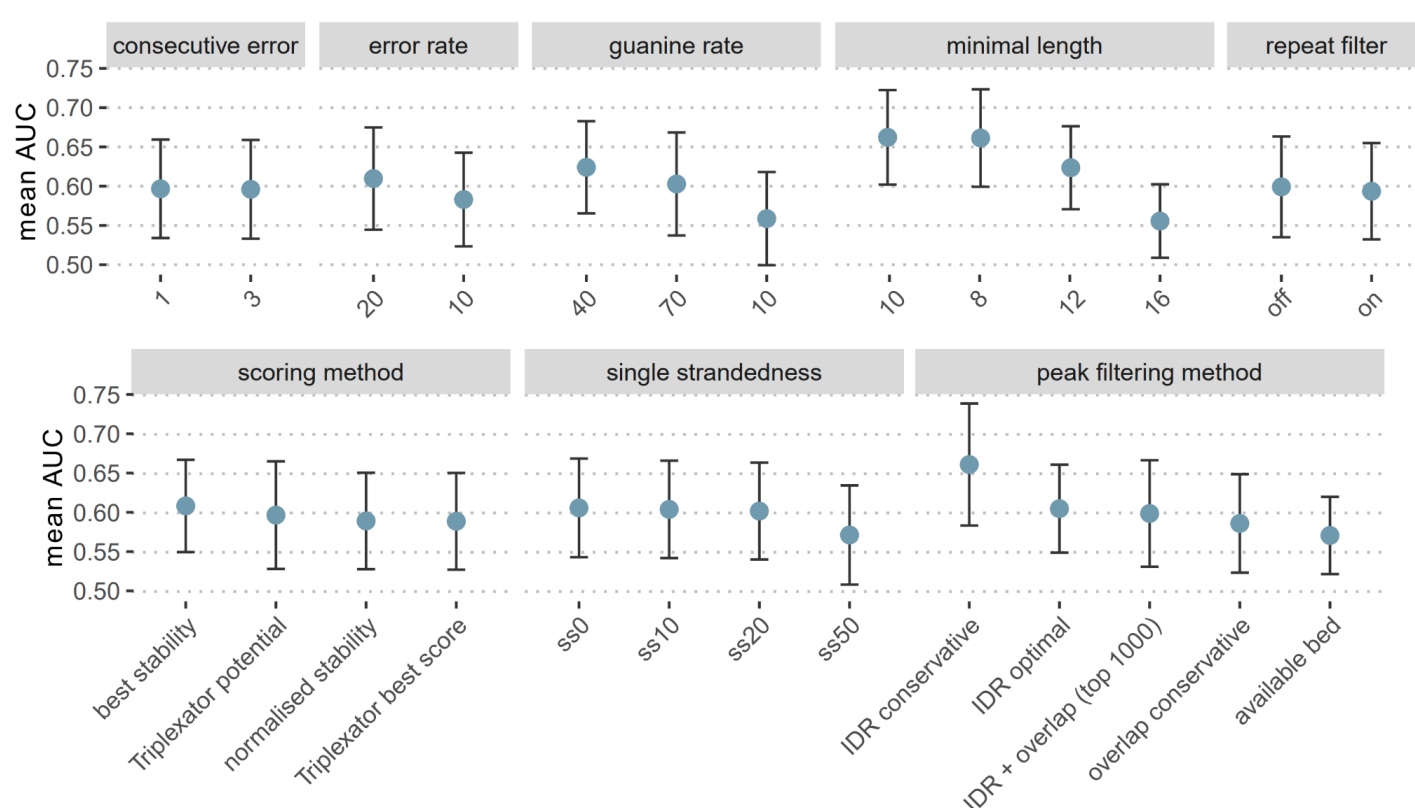 consecutive error error rate guanine rate minimal length repeat filter
mean AUC
0.75
0.70
0.65
0.60
0.55
0.50
1 3 20 10 40 70 10 10 8 12 16 off on
scoring method single strandedness peak filtering method
mean AUC
0.75
0.70
0.65
0.60
0.55
0.50
best stability
Triplexator potential
normalised stability
Triplexator best score
ss0
ss10
ss20
ss50
IDR conservative
IDR optimal
IDR + overlap (top 1000)
overlap conservative
available bed